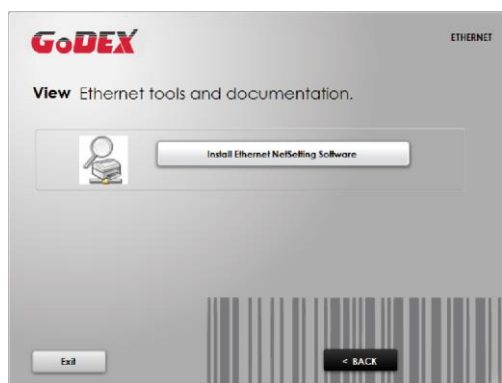 GoDEX
ETHERNET
View Ethernet tools and documentation.
Install Ethernet NetSetting Software
Exit
< BACK